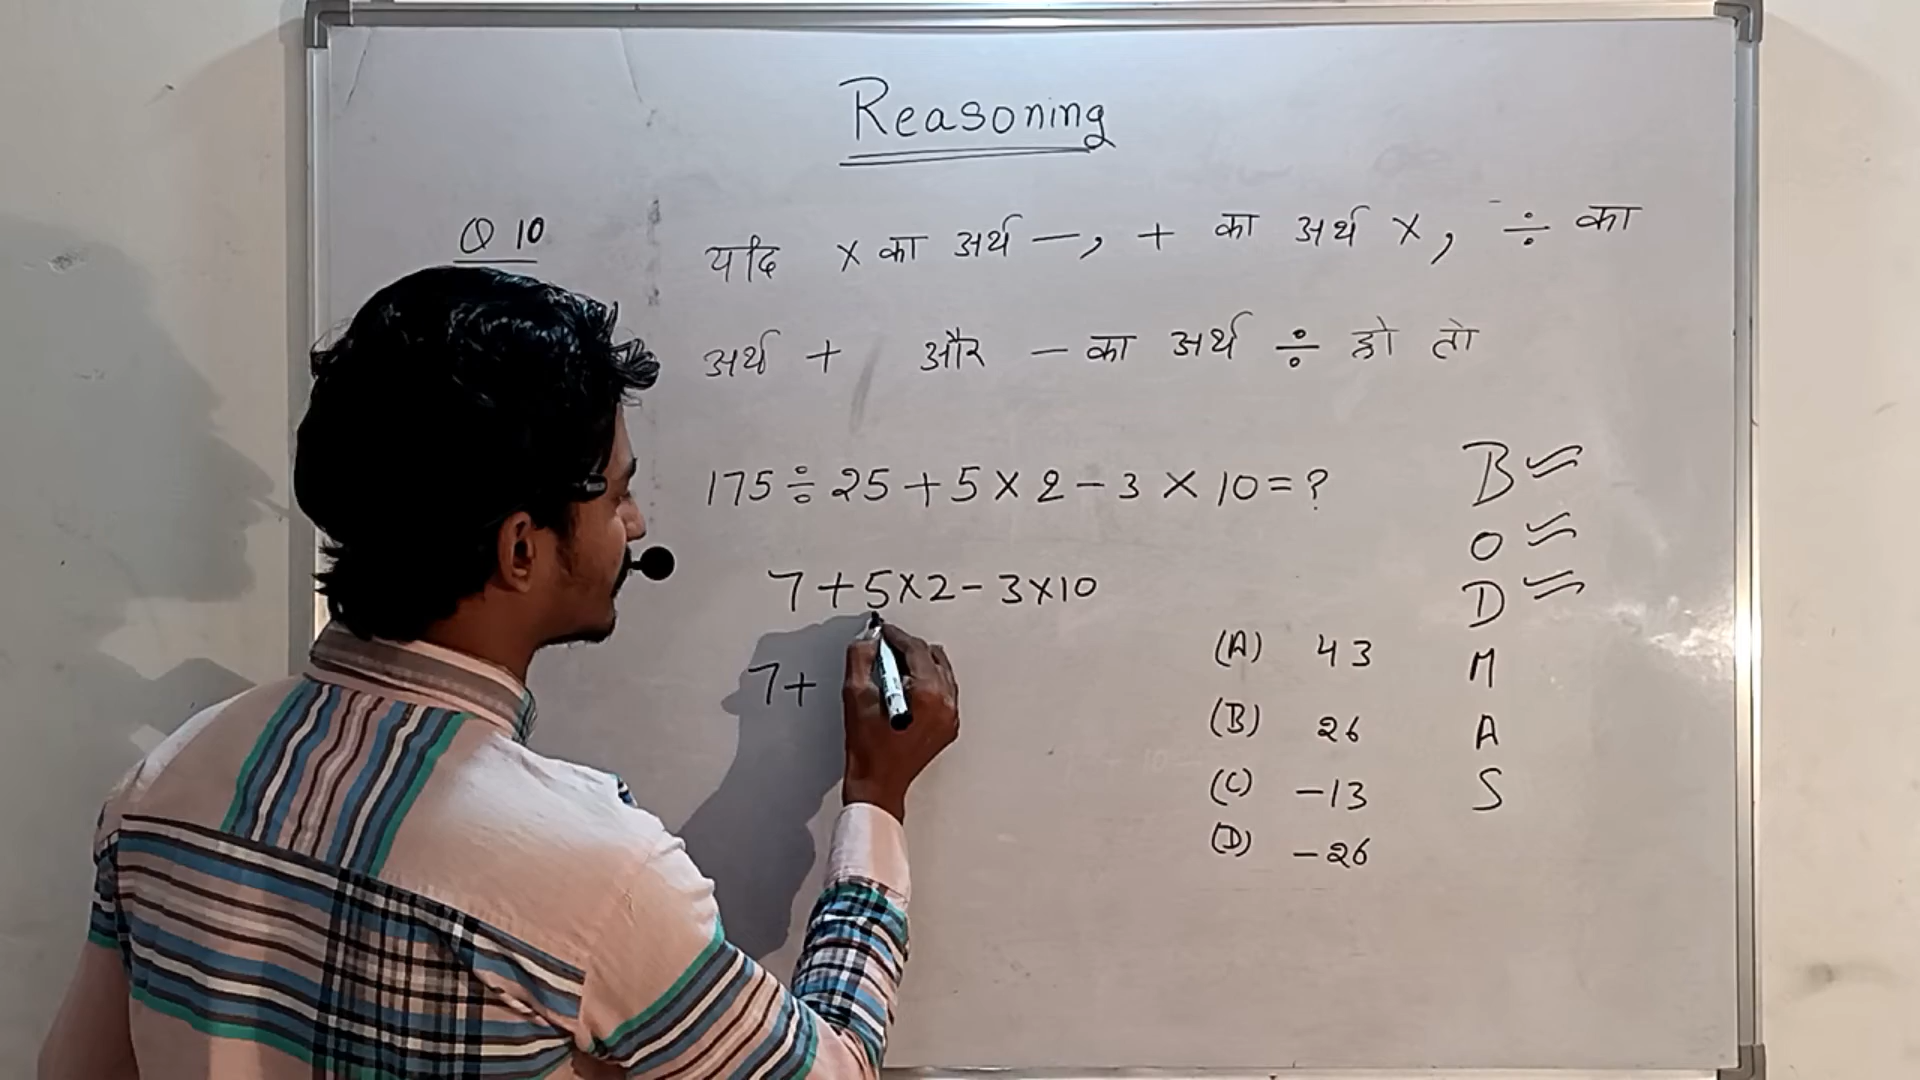 Reasoning
Q 10
यदि × का अर्थ −, + का अर्थ ×, ÷ का
अर्थ + और − का अर्थ ÷ हो तो
175 ÷ 25 + 5 × 2 − 3 × 10 = ?
7 + 5 × 2 − 3 × 10
7 +
(A) 43
(B) 26
(C) −13
(D) −26
B
O
D
M
A
S